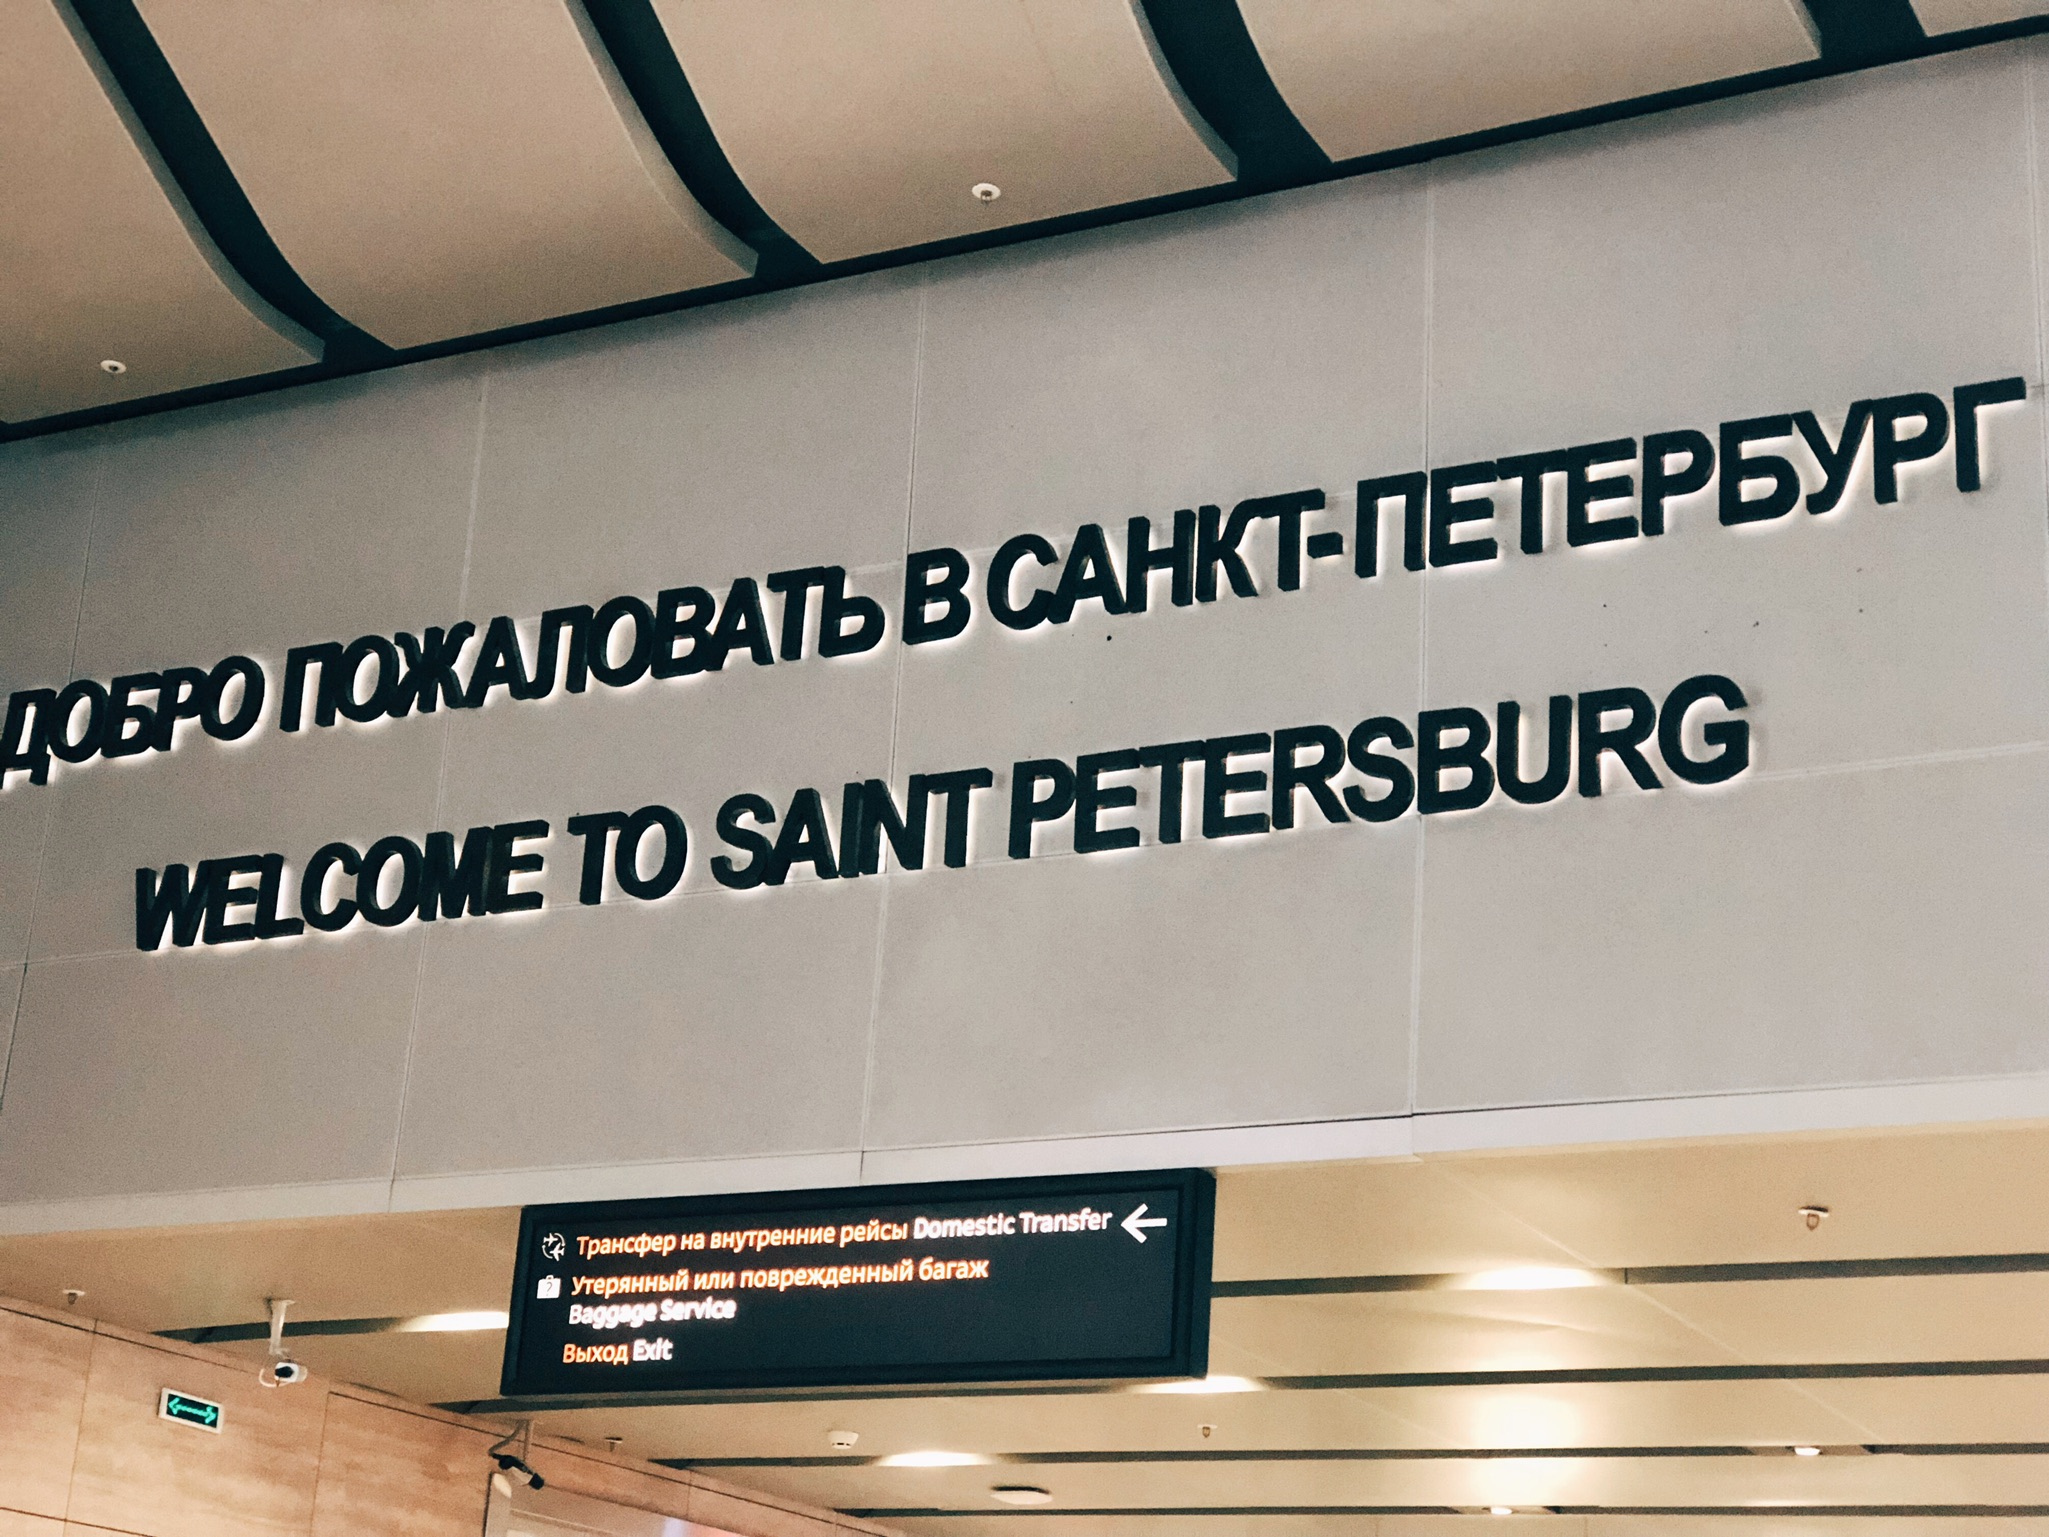 ДОБРО ПОЖАЛОВАТЬ В САНКТ-ПЕТЕРБУРГ
WELCOME TO SAINT PETERSBURG
Трансфер на внутренние рейсы Domestic Transfer
Утерянный или повреждённый багаж
Baggage Service
Выход Exit